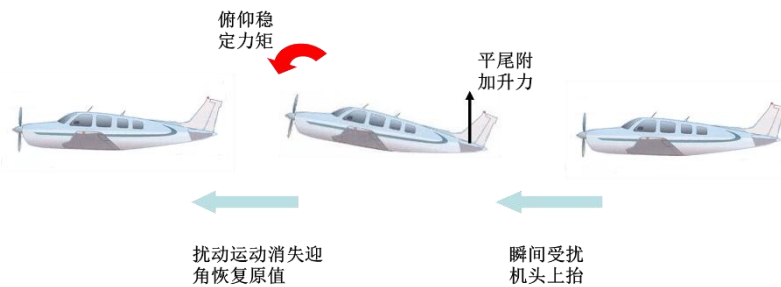 俯仰稳
定力矩
平尾附
加升力
扰动运动消失迎
角恢复原值
瞬间受扰
机头上抬